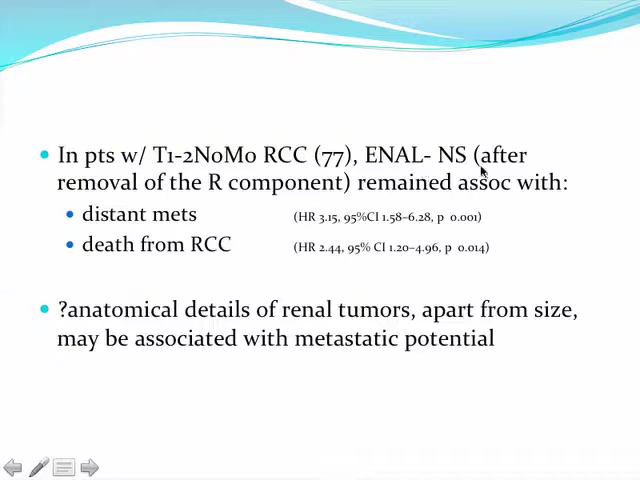 In pts w/ T1-2N0M0 RCC (77), ENAL- NS (after
removal of the R component) remained assoc with:
distant mets (HR 3.15, 95%CI 1.58–6.28, p 0.001)
death from RCC (HR 2.44, 95% CI 1.20–4.96, p 0.014)
?anatomical details of renal tumors, apart from size,
may be associated with metastatic potential